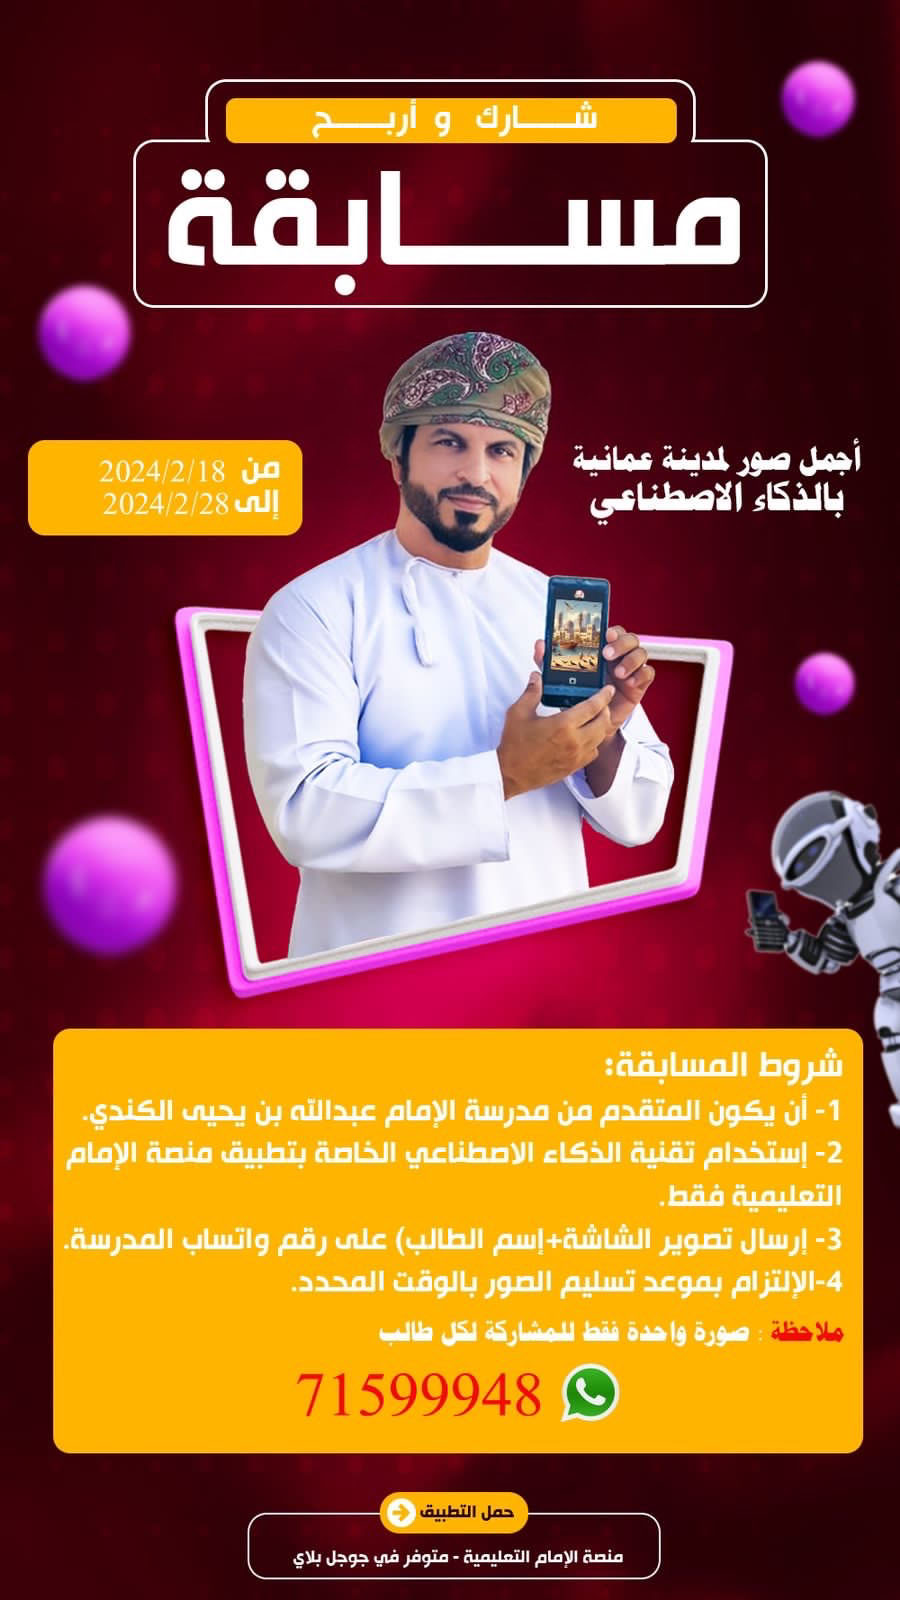 شارك و أربح
مسابقة
أجمل صور لمدينة عمانية
بالذكاء الاصطناعي
من 2024/2/18
إلى 2024/2/28
شروط المسابقة:
1- أن يكون المتقدم من مدرسة الإمام عبدالله بن يحيى الكندي.
2- إستخدام تقنية الذكاء الاصطناعي الخاصة بتطبيق منصة الإمام
التعليمية فقط.
3- إرسال تصوير الشاشة+إسم الطالب) على رقم واتساب المدرسة.
4-الإلتزام بموعد تسليم الصور بالوقت المحدد.
ملاحظة : صورة واحدة فقط للمشاركة لكل طالب
71599948
حمل التطبيق
منصة الإمام التعليمية - متوفر في جوجل بلاي